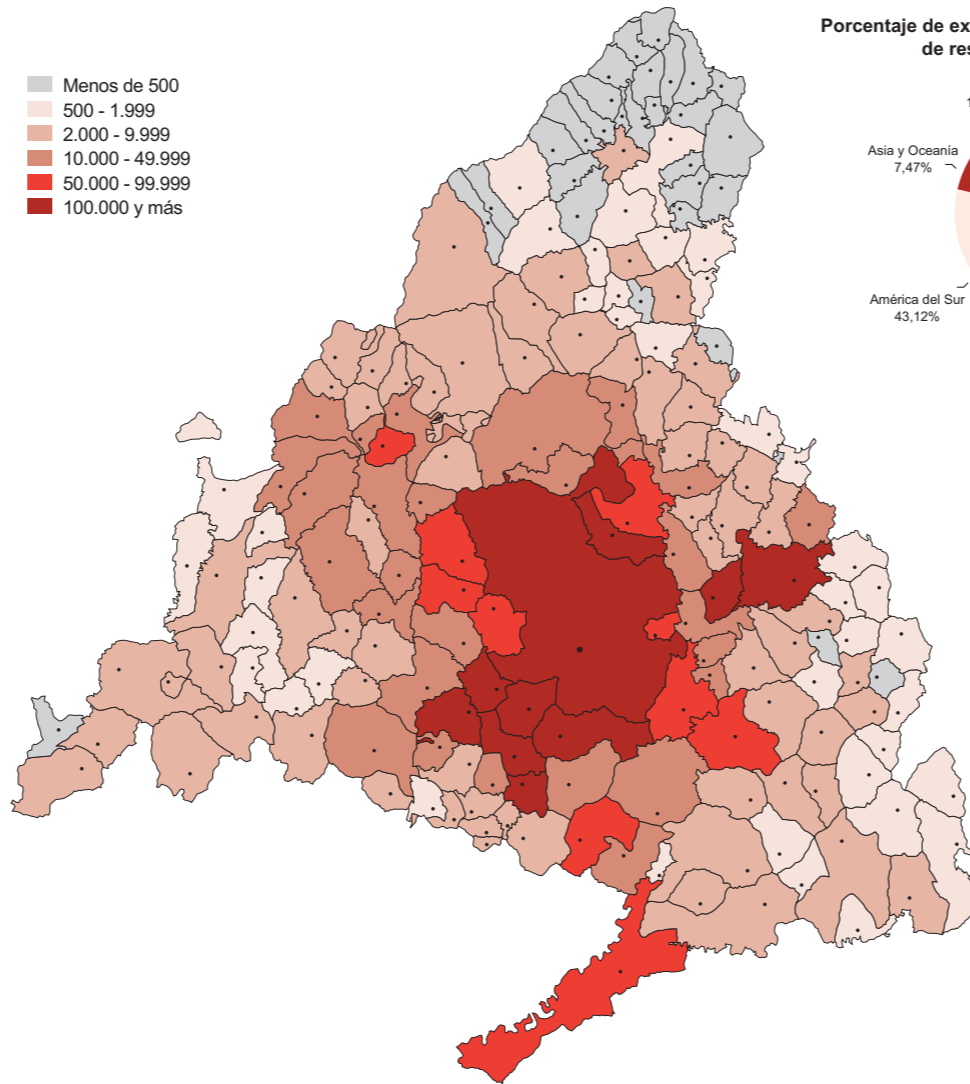 Porcentaje de ex
de res
Menos de 500
500 - 1.999
2.000 - 9.999
10.000 - 49.999
50.000 - 99.999
100.000 y más
1
Asia y Oceanía
7,47%
América del Sur
43,12%